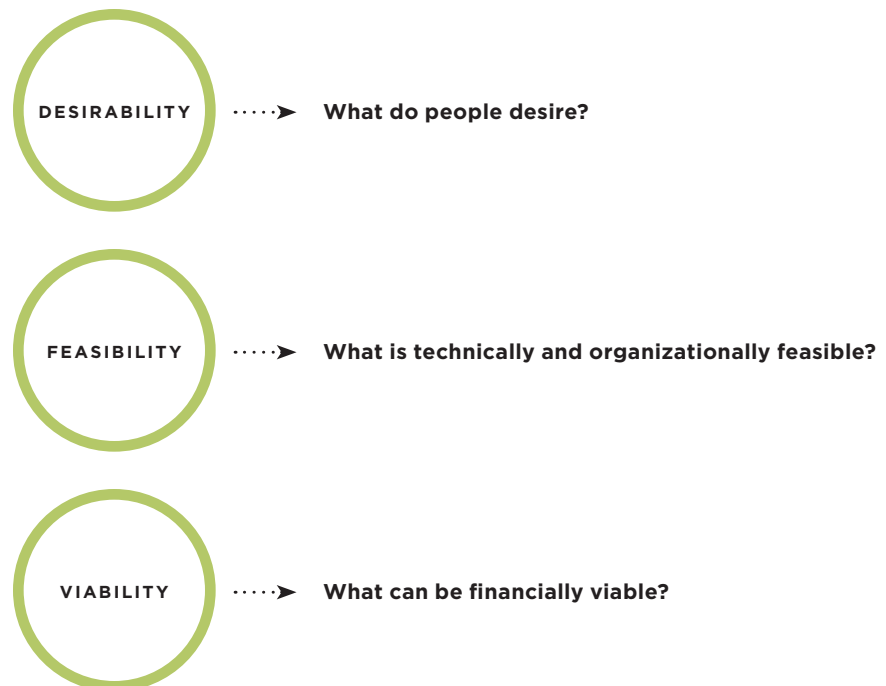 DESIRABILITY
What do people desire?
FEASIBILITY
What is technically and organizationally feasible?
VIABILITY
What can be financially viable?